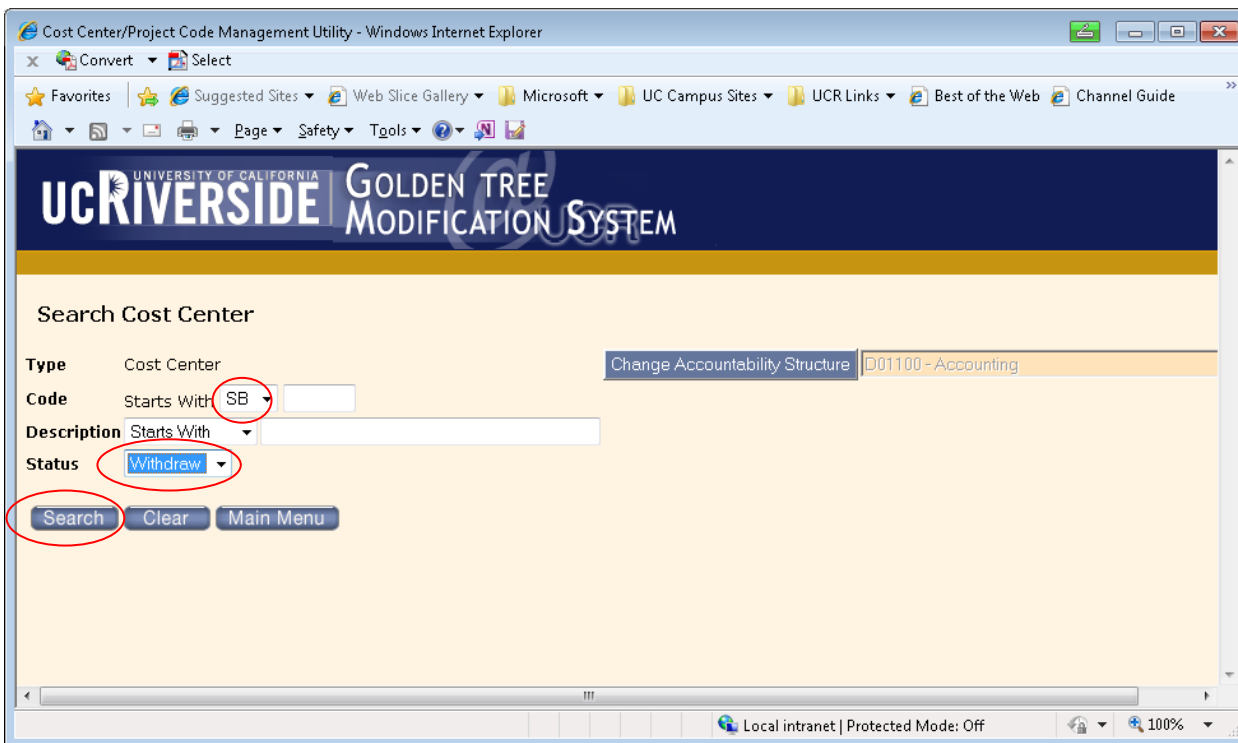 Cost Center/Project Code Management Utility - Windows Internet Explorer
x Convert Select
Favorites Suggested Sites Web Slice Gallery Microsoft UC Campus Sites UCR Links Best of the Web Channel Guide »
Page Safety Tools
UNIVERSITY OF CALIFORNIA
UCRIVERSIDE GOLDEN TREE
MODIFICATION SYSTEM
@UCR
Search Cost Center
Type Cost Center Change Accountability Structure D01100 - Accounting
Code Starts With SB
Description Starts With
Status Withdraw
Search Clear Main Menu
Local intranet | Protected Mode: Off 100%